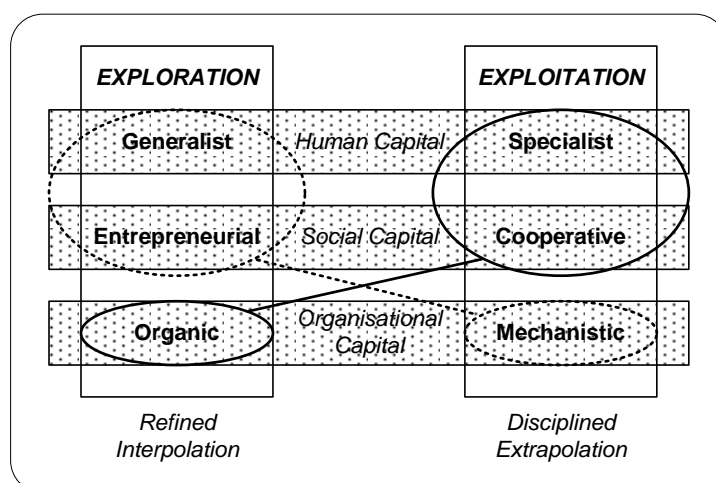 EXPLORATION
EXPLOITATION
Generalist
Human Capital
Specialist
Entrepreneurial
Social Capital
Cooperative
Organic
Organisational
Capital
Mechanistic
Refined
Interpolation
Disciplined
Extrapolation